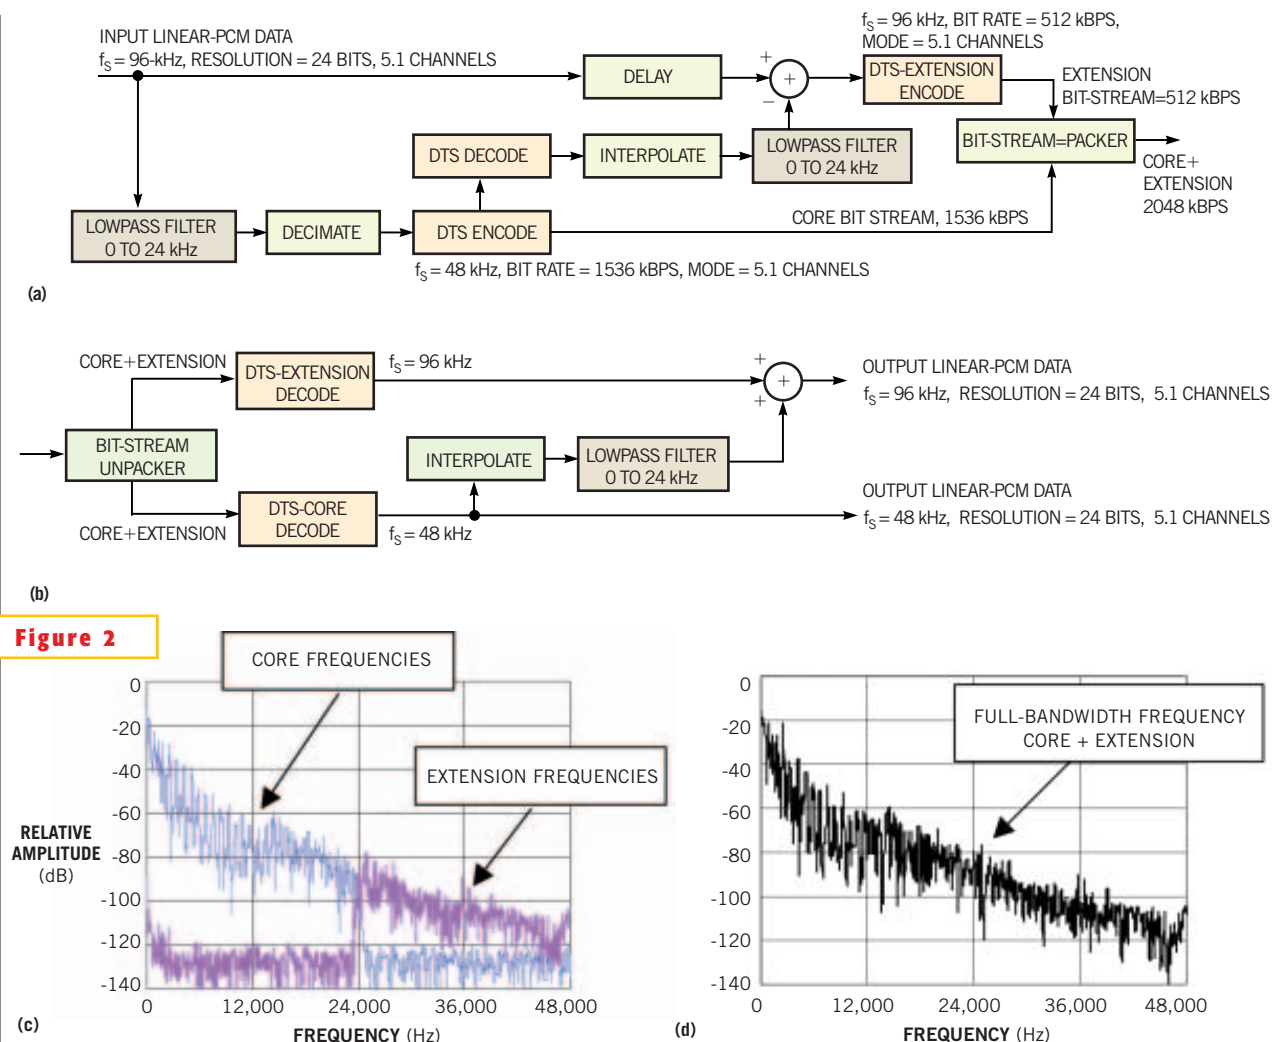 INPUT LINEAR-PCM DATA
fS = 96-kHz, RESOLUTION = 24 BITS, 5.1 CHANNELS
fS = 96 kHz, BIT RATE = 512 kBPS,
MODE = 5.1 CHANNELS
DELAY
+
+
−
DTS-EXTENSION
ENCODE
EXTENSION
BIT-STREAM=512 kBPS
DTS DECODE
INTERPOLATE
LOWPASS FILTER
0 TO 24 kHz
BIT-STREAM=PACKER
CORE+
EXTENSION
2048 kBPS
LOWPASS FILTER
0 TO 24 kHz
DECIMATE
DTS ENCODE
CORE BIT STREAM, 1536 kBPS
fS = 48 kHz, BIT RATE = 1536 kBPS, MODE = 5.1 CHANNELS
(a)
CORE+EXTENSION
DTS-EXTENSION
DECODE
fS = 96 kHz
+
+
+
OUTPUT LINEAR-PCM DATA
fS = 96 kHz, RESOLUTION = 24 BITS, 5.1 CHANNELS
BIT-STREAM
UNPACKER
INTERPOLATE
LOWPASS FILTER
0 TO 24 kHz
CORE+EXTENSION
DTS-CORE
DECODE
fS = 48 kHz
OUTPUT LINEAR-PCM DATA
fS = 48 kHz, RESOLUTION = 24 BITS, 5.1 CHANNELS
(b)
Figure 2
CORE FREQUENCIES
EXTENSION FREQUENCIES
0
-20
-40
-60
-80
-100
-120
-140
RELATIVE
AMPLITUDE
(dB)
0 12,000 24,000 36,000 48,000
FREQUENCY (Hz)
(c)
FULL-BANDWIDTH FREQUENCY
CORE + EXTENSION
0
-20
-40
-60
-80
-100
-120
-140
0 12,000 24,000 36,000 48,000
FREQUENCY (Hz)
(d)